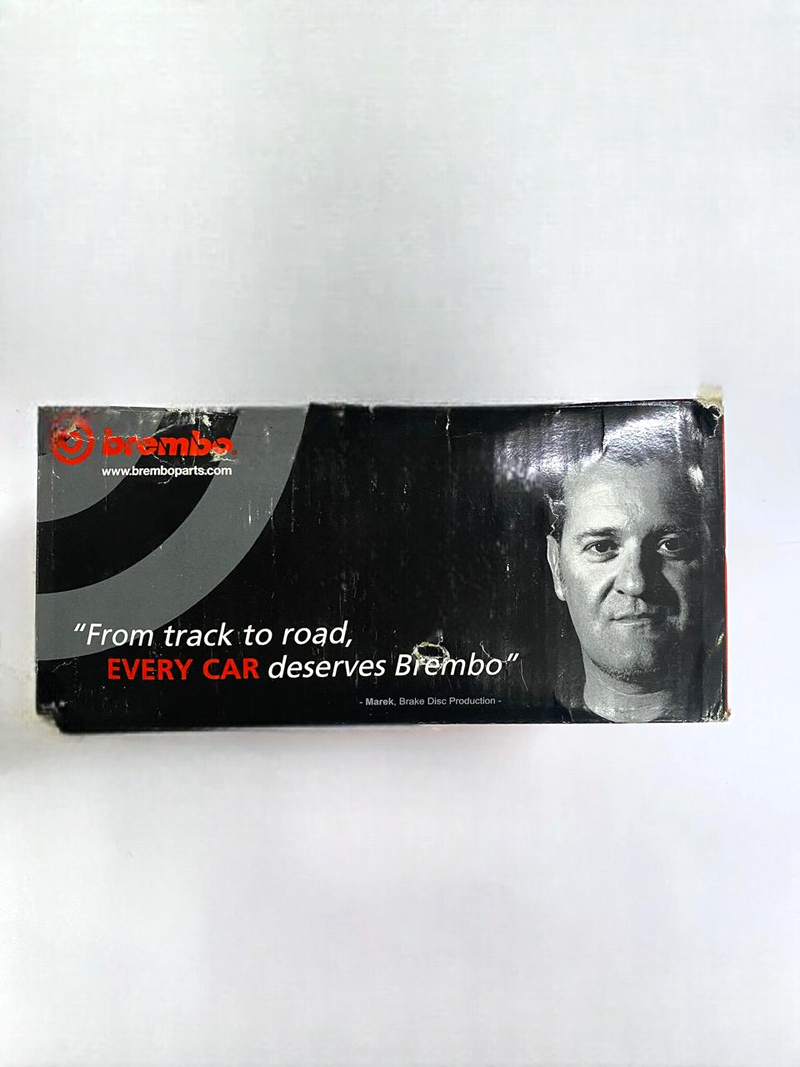 brembo
www.bremboparts.com
“From track to road,
EVERY CAR deserves Brembo”
- Marek, Brake Disc Production -